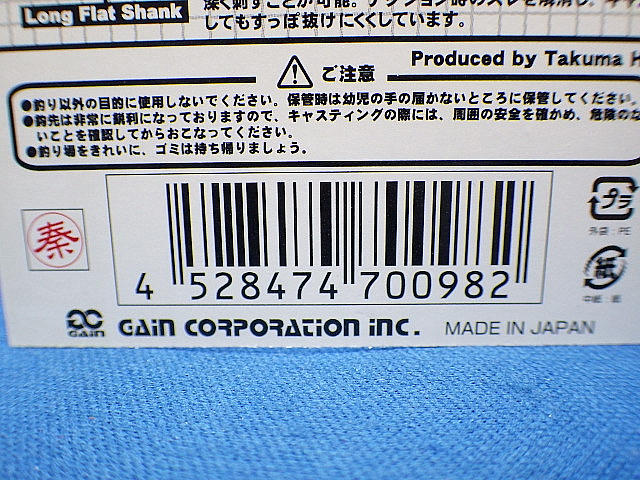 Long Flat Shank
してもすっぽ抜けにくくしています。
Produced by Takuma H
ご注意
●釣り以外の目的に使用しないでください。保管時は幼児の手の届かないところに保管してください。
●鈎先は非常に鋭利になっておりますので、キャスティングの際には、周囲の安全を確かめ、危険のな
いことを確認してからおこなってください。
●釣り場をきれいに、ゴミは持ち帰りましょう。
秦
プラ
外袋：PE
紙
中紙：紙
4 528474 700982
GAIN
GAIN CORPORATION INC.
MADE IN JAPAN